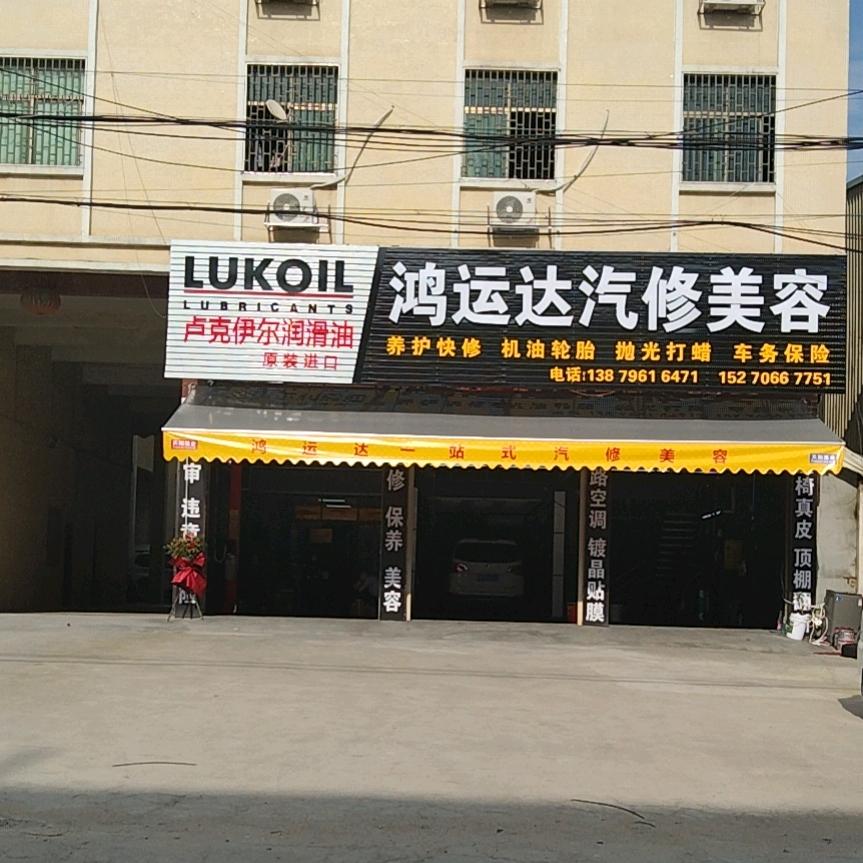 LUKOIL
LUBRICANTS
卢克伊尔润滑油
原装进口
鸿运达汽修美容
养护快修 机油轮胎 抛光打蜡 车务保险
电话:138 7961 6471 152 7066 7751
鸿运达一站式汽修美容
审 违章
修 保养 美容
路空调 镀晶贴膜
椅真皮 顶棚